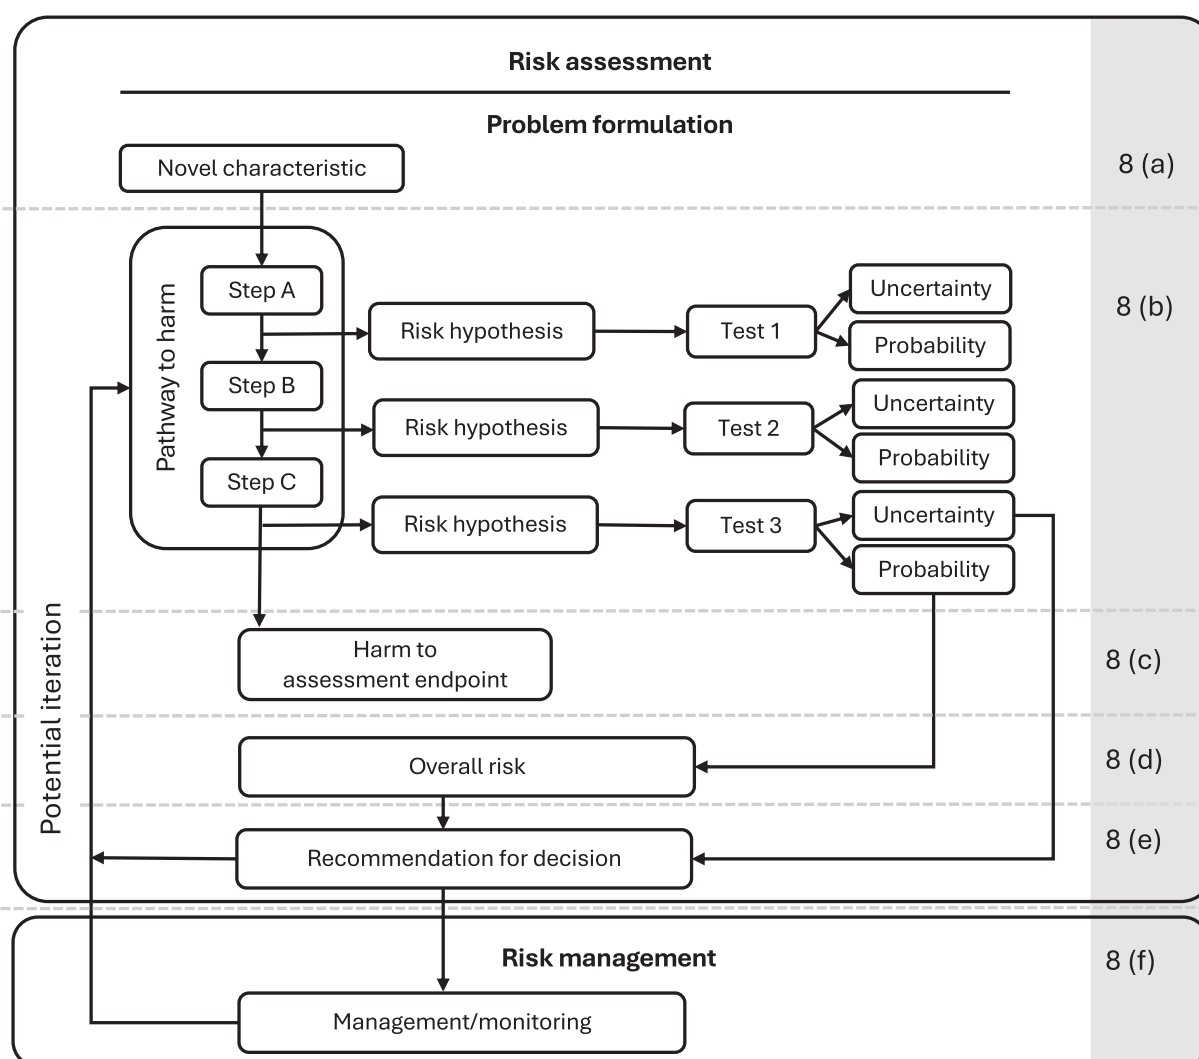 Risk assessment
Problem formulation
Novel characteristic
8 (a)
Pathway to harm
Step A
Risk hypothesis
Test 1
Uncertainty
Probability
8 (b)
Step B
Risk hypothesis
Test 2
Uncertainty
Probability
Step C
Risk hypothesis
Test 3
Uncertainty
Probability
Potential iteration
Harm to
assessment endpoint
8 (c)
Overall risk
8 (d)
Recommendation for decision
8 (e)
Risk management
8 (f)
Management/monitoring